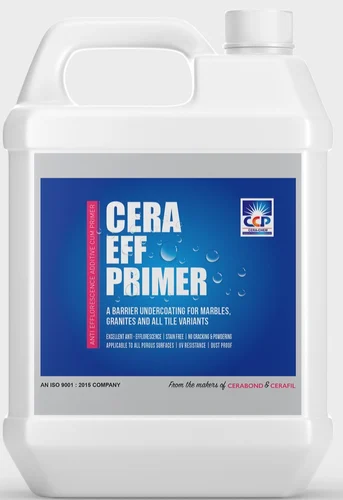 CCP
CERA-CHEM
ANTI EFFLORESCENCE ADDITIVE CUM PRIMER
CERA
EFF
PRIMER
A BARRIER UNDERCOATING FOR MARBLES,
GRANITES AND ALL TILE VARIANTS
EXCELLENT ANTI - EFFLORESCENCE | STAIN FREE | NO CRACKING & POWDERING
APPLICABLE TO ALL POROUS SURFACES | UV RESISTANCE | DUST PROOF
AN ISO 9001 : 2015 COMPANY
From the makers of CERABOND & CERAFIL